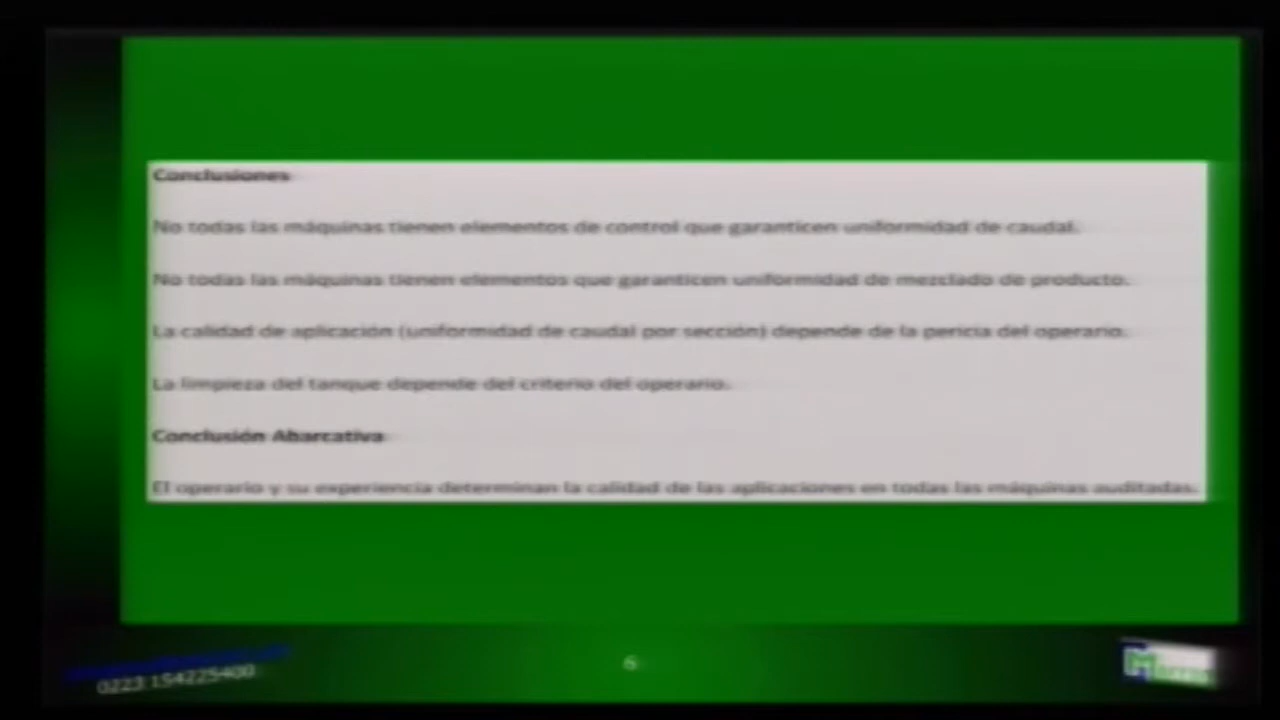 Conclusiones
No todas las máquinas tienen elementos de control que garanticen uniformidad de caudal.
No todas las máquinas tienen elementos que garanticen uniformidad de mezclado de producto.
La calidad de aplicación (uniformidad de caudal por sección) depende de la pericia del operario.
La limpieza del tanque depende del criterio del operario.
Conclusión Abarcativa
El operario y su experiencia determinan la calidad de las aplicaciones en todas las máquinas auditadas.
0223 154225400
6